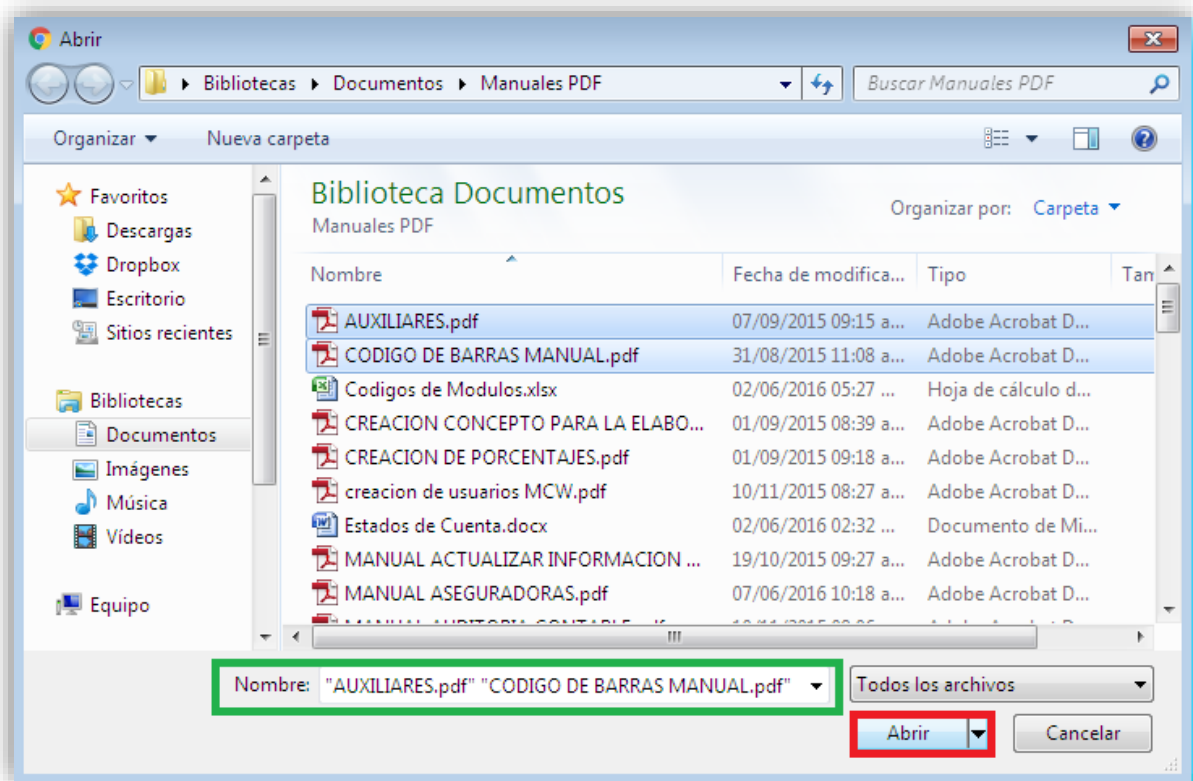 Abrir
Bibliotecas Documentos Manuales PDF Buscar Manuales PDF
Organizar Nueva carpeta
Favoritos
Descargas
Dropbox
Escritorio
Sitios recientes
Bibliotecas
Documentos
Imágenes
Música
Vídeos
Equipo
Biblioteca Documentos
Manuales PDF
Organizar por: Carpeta
Nombre Fecha de modifica... Tipo Tam
AUXILIARES.pdf 07/09/2015 09:15 a... Adobe Acrobat D...
CODIGO DE BARRAS MANUAL.pdf 31/08/2015 11:08 a... Adobe Acrobat D...
Codigos de Modulos.xlsx 02/06/2016 05:27 ... Hoja de cálculo d...
CREACION CONCEPTO PARA LA ELABO... 01/09/2015 08:39 a... Adobe Acrobat D...
CREACION DE PORCENTAJES.pdf 01/09/2015 09:18 a... Adobe Acrobat D...
creacion de usuarios MCW.pdf 10/11/2015 08:27 a... Adobe Acrobat D...
Estados de Cuenta.docx 02/06/2016 02:32 ... Documento de Mi...
MANUAL ACTUALIZAR INFORMACION ... 19/10/2015 09:27 a... Adobe Acrobat D...
MANUAL ASEGURADORAS.pdf 07/06/2016 10:18 a... Adobe Acrobat D...
Nombre: "AUXILIARES.pdf" "CODIGO DE BARRAS MANUAL.pdf" Todos los archivos
Abrir Cancelar